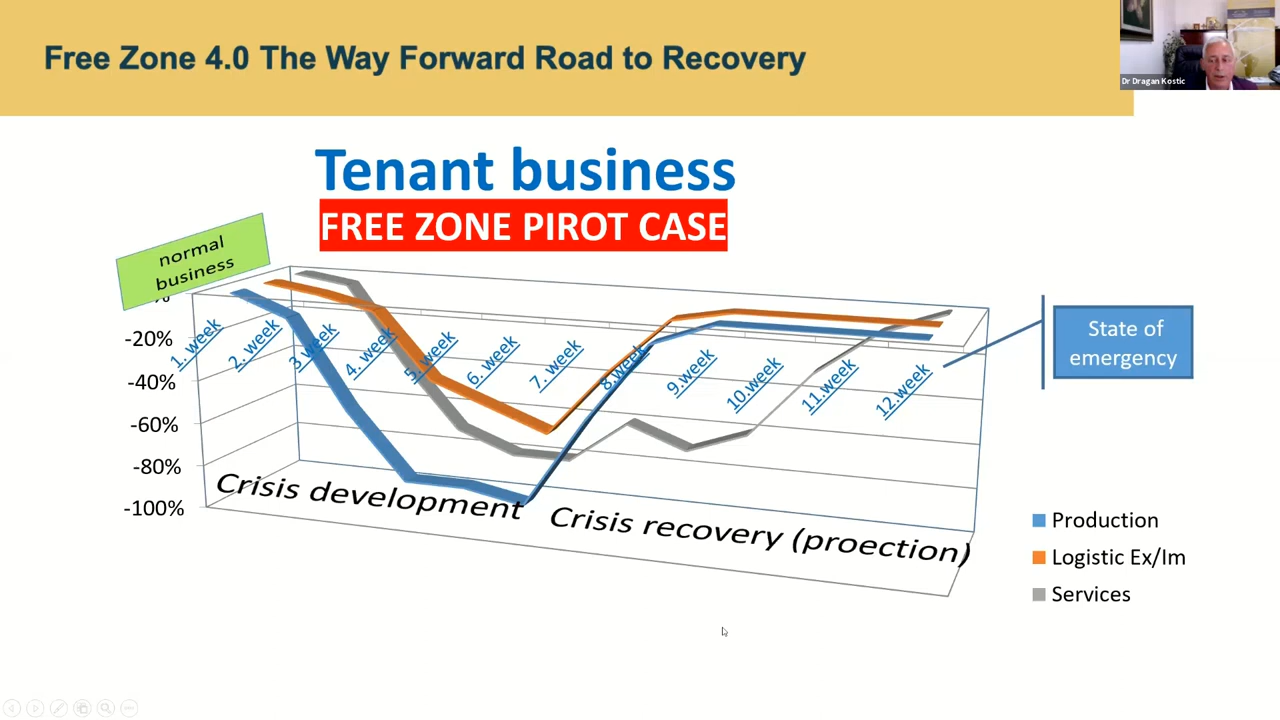 Free Zone 4.0 The Way Forward Road to Recovery
Dr Dragan Kostic
Tenant business
FREE ZONE PIROT CASE
normal
business
%
-20%
-40%
-60%
-80%
-100%
1. week
2. week
3 week
4. week
5. week
6. week
7. week
8.week
9.week
10.week
11.week
12.week
State of
emergency
Crisis development
Crisis recovery (proection)
Production
Logistic Ex/Im
Services